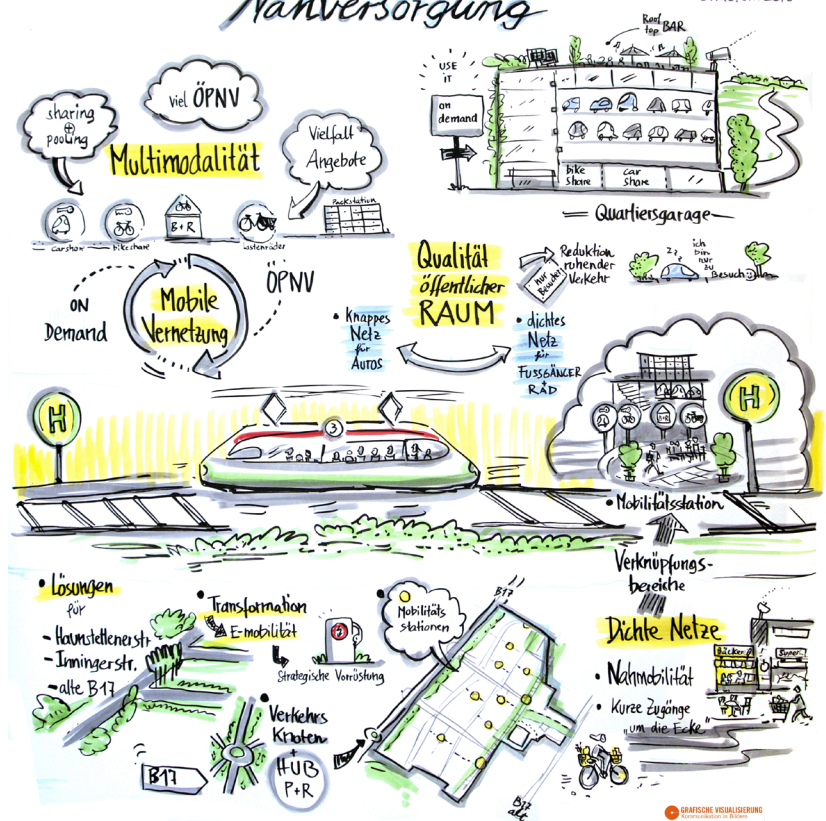 Nahversorgung
sharing
+
pooling
viel ÖPNV
Vielfalt
Angebote
Multimodalität
carshare
bikeshare
B+R
Lastenräder
Packstation
ON
Demand
Mobile
Vernetzung
ÖPNV
USE
IT
on
demand
Roof
top BAR
bike
share
car
share
Quartiersgarage
Qualität
öffentlicher
RAUM
• Knappes
Netz
für
Autos
• dichtes
Netz
für
FUSSGÄNGER
+
RAD
nur
Bewohner
Reduktion
ruhender
Verkehr
zzz
ich
bin
nur
zu
Besuch
H
3
B+R
H
• Mobilitätsstation
Verknüpfungs-
bereiche
Dichte Netze
• Nahmobilität
• Kurze Zugänge
"um die Ecke"
Bäcker
Super
• Lösungen
für
- Haunstettenerstr.
- Inningerstr.
- alte B17
• Transformation
E-mobilität
Strategische Vorrüstung
• Verkehrs
Knoten
+
HUB
P+R
B17
Mobilitäts
stationen
B17
B17
alt
GRAFISCHE VISUALISIERUNG
Kommunikation in Bildern